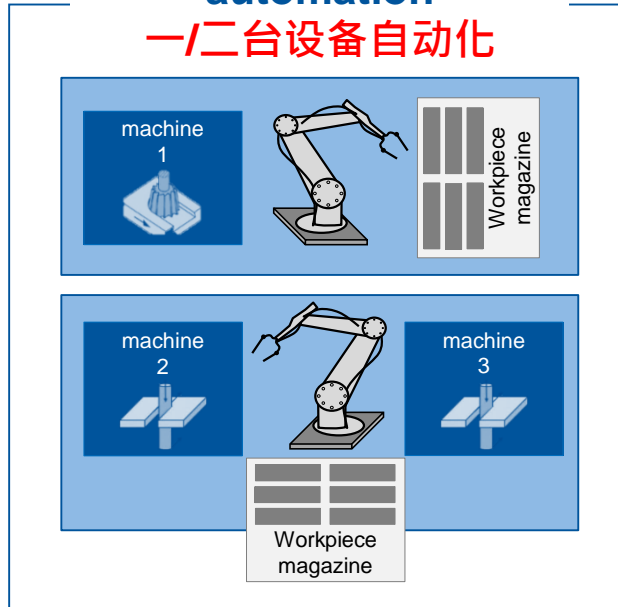 automation
一/二台设备自动化
machine
1
Workpiece
magazine
machine
2
machine
3
Workpiece
magazine